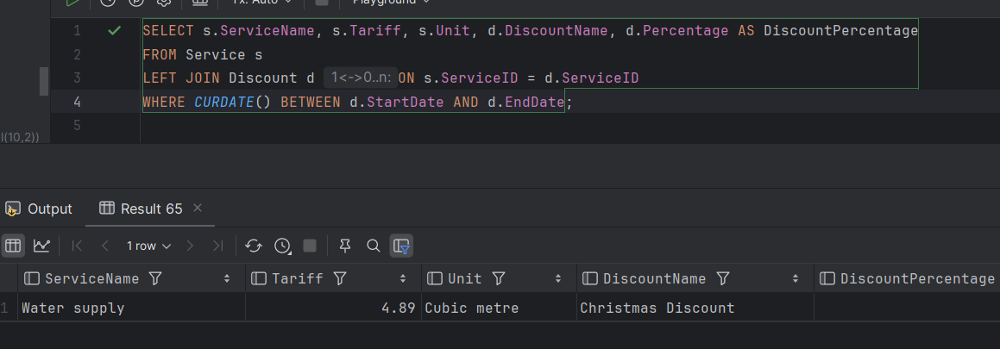 Tx: Auto
Playground
1 SELECT s.ServiceName, s.Tariff, s.Unit, d.DiscountName, d.Percentage AS DiscountPercentage
2 FROM Service s
3 LEFT JOIN Discount d 1<->0..n: ON s.ServiceID = d.ServiceID
4 WHERE CURDATE() BETWEEN d.StartDate AND d.EndDate;
5
l(10,2))
Output Result 65
1 row
ServiceName Tariff Unit DiscountName DiscountPercentage
1 Water supply 4.89 Cubic metre Christmas Discount